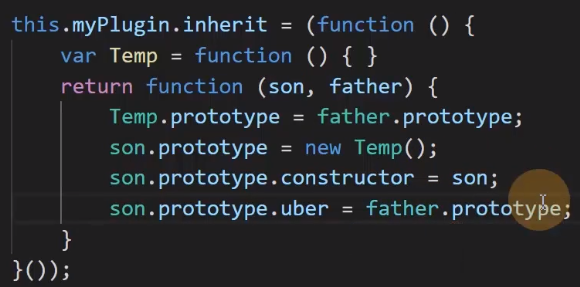 this.myPlugin.inherit = (function () {
    var Temp = function () { }
    return function (son, father) {
        Temp.prototype = father.prototype;
        son.prototype = new Temp();
        son.prototype.constructor = son;
        son.prototype.uber = father.prototype;
    }
}());